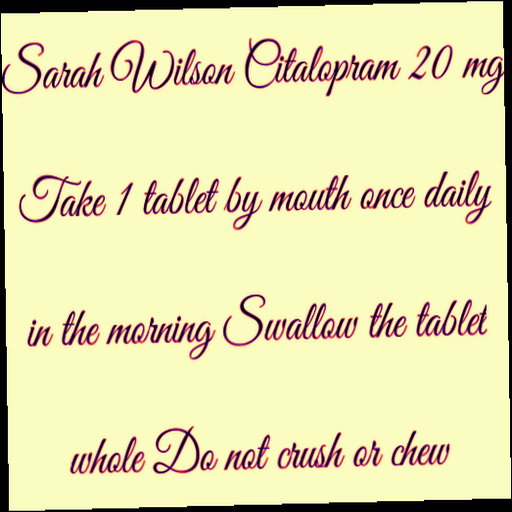 Sarah Wilson Citalopram 20 mg
Take 1 tablet by mouth once daily
in the morning Swallow the tablet
whole Do not crush or chew